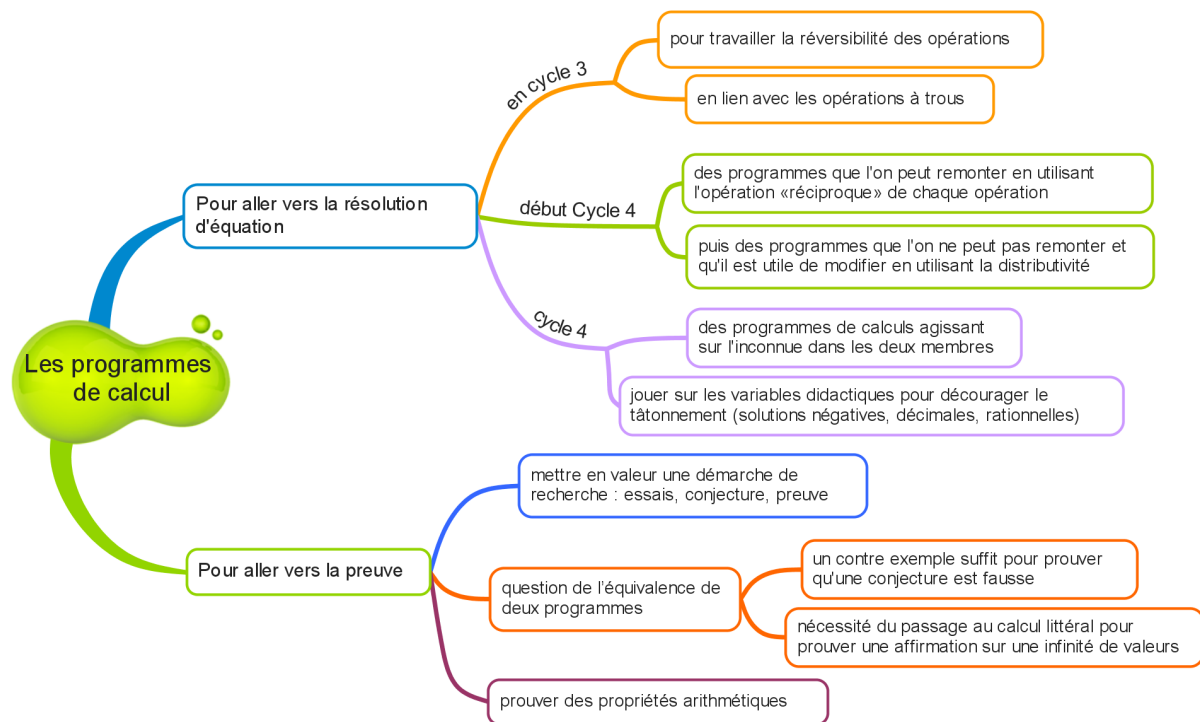 Les programmes
de calcul
Pour aller vers la résolution
d'équation
en cycle 3
pour travailler la réversibilité des opérations
en lien avec les opérations à trous
début Cycle 4
des programmes que l'on peut remonter en utilisant
l'opération «réciproque» de chaque opération
puis des programmes que l'on ne peut pas remonter et
qu'il est utile de modifier en utilisant la distributivité
cycle 4
des programmes de calculs agissant
sur l'inconnue dans les deux membres
jouer sur les variables didactiques pour décourager le
tâtonnement (solutions négatives, décimales, rationnelles)
Pour aller vers la preuve
mettre en valeur une démarche de
recherche : essais, conjecture, preuve
question de l'équivalence de
deux programmes
un contre exemple suffit pour prouver
qu'une conjecture est fausse
nécessité du passage au calcul littéral pour
prouver une affirmation sur une infinité de valeurs
prouver des propriétés arithmétiques